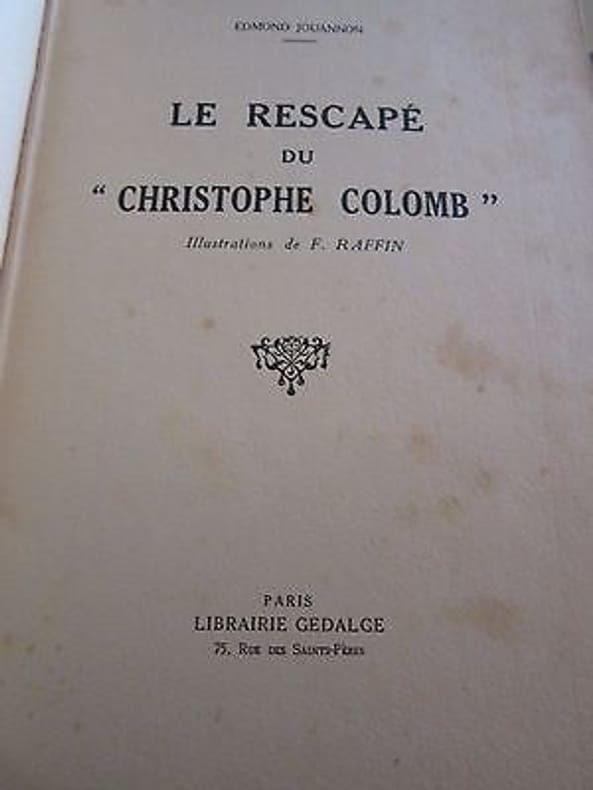 EDMOND JOUANNON
LE RESCAPÉ
DU
“ CHRISTOPHE COLOMB ”
Illustrations de F. RAFFIN
PARIS
LIBRAIRIE GEDALGE
75, RUE DES SAINTS-PÈRES